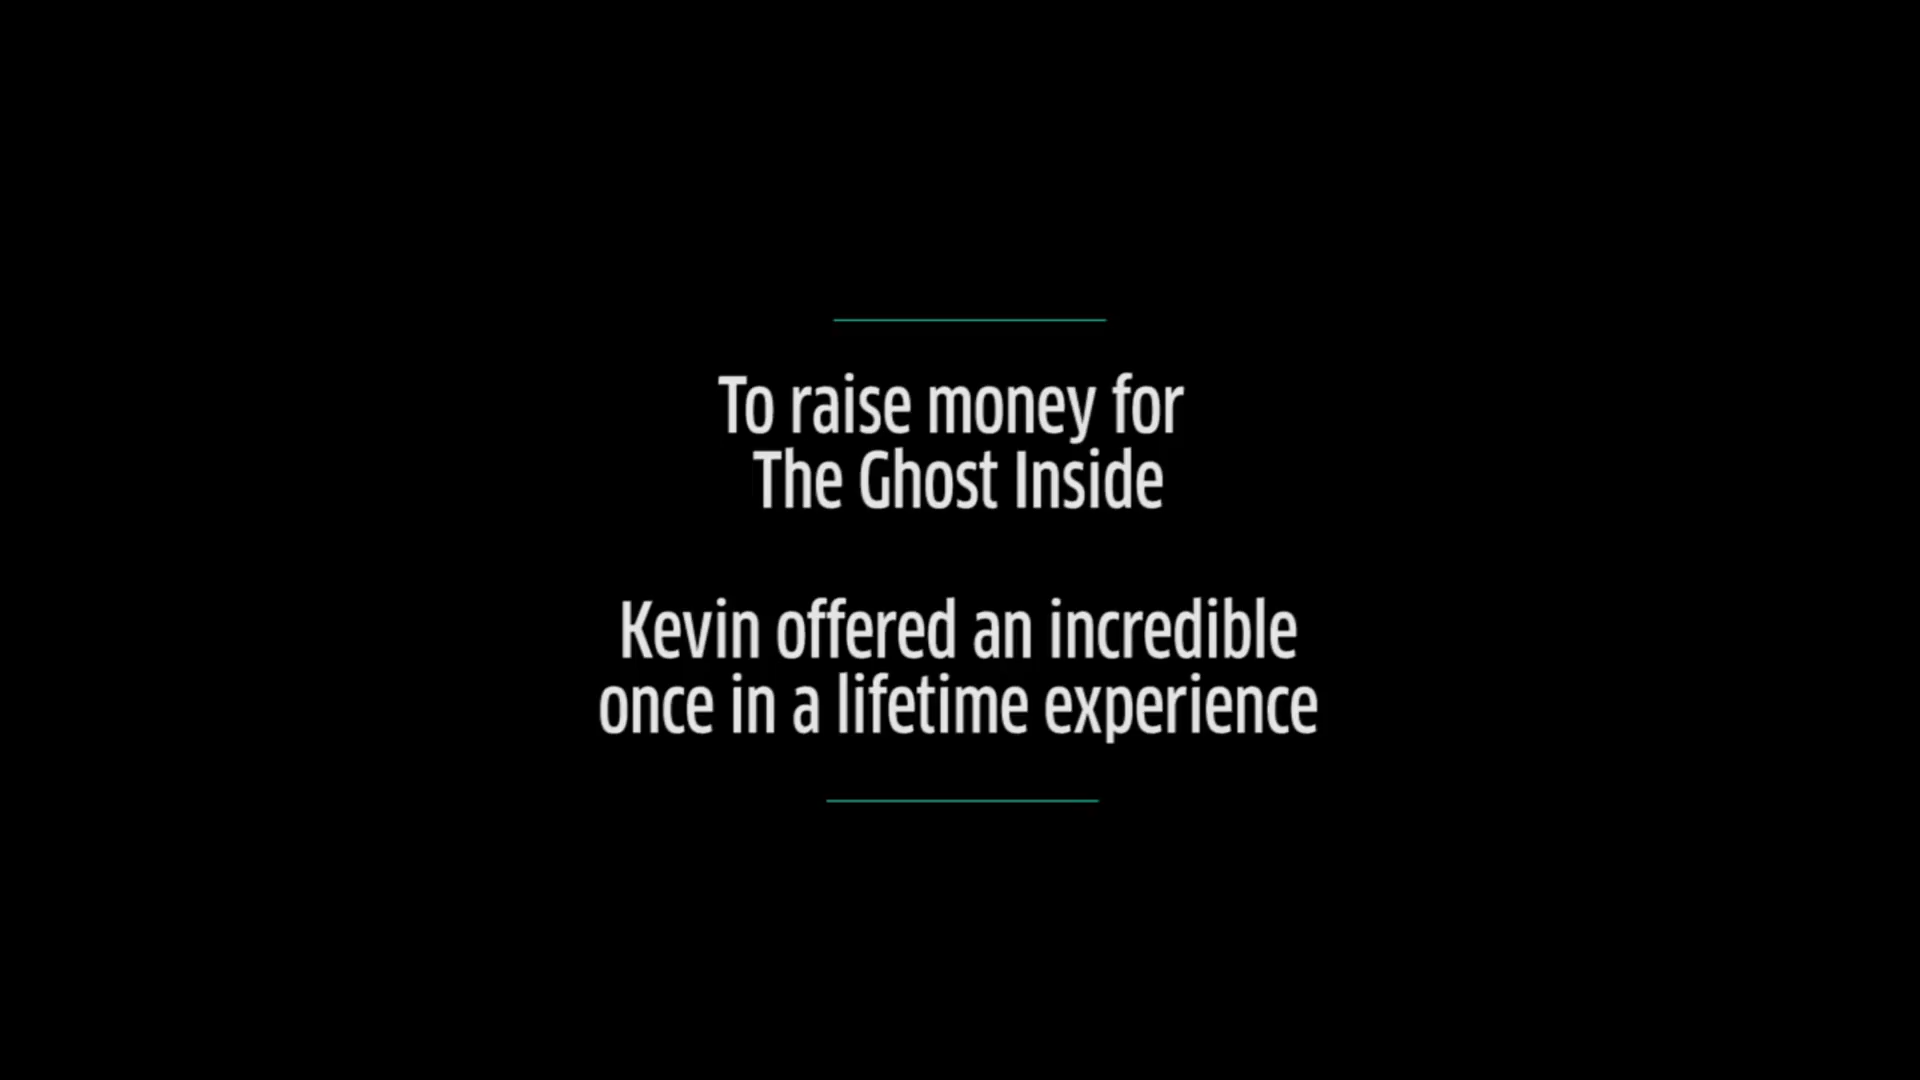 To raise money for
The Ghost Inside
Kevin offered an incredible
once in a lifetime experience